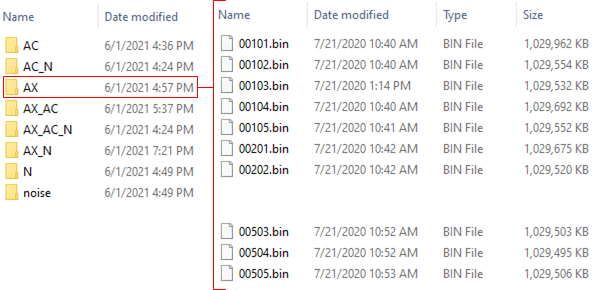 Name Date modified
AC 6/1/2021 4:36 PM
AC_N 6/1/2021 4:24 PM
AX 6/1/2021 4:57 PM
AX_AC 6/1/2021 5:37 PM
AX_AC_N 6/1/2021 4:24 PM
AX_N 6/1/2021 7:21 PM
N 6/1/2021 4:49 PM
noise 6/1/2021 4:49 PM
Name Date modified Type Size
00101.bin 7/21/2020 10:40 AM BIN File 1,029,962 KB
00102.bin 7/21/2020 10:40 AM BIN File 1,029,554 KB
00103.bin 7/21/2020 1:14 PM BIN File 1,029,532 KB
00104.bin 7/21/2020 10:40 AM BIN File 1,029,692 KB
00105.bin 7/21/2020 10:41 AM BIN File 1,029,552 KB
00201.bin 7/21/2020 10:42 AM BIN File 1,029,675 KB
00202.bin 7/21/2020 10:42 AM BIN File 1,029,520 KB
00503.bin 7/21/2020 10:52 AM BIN File 1,029,503 KB
00504.bin 7/21/2020 10:52 AM BIN File 1,029,495 KB
00505.bin 7/21/2020 10:53 AM BIN File 1,029,506 KB